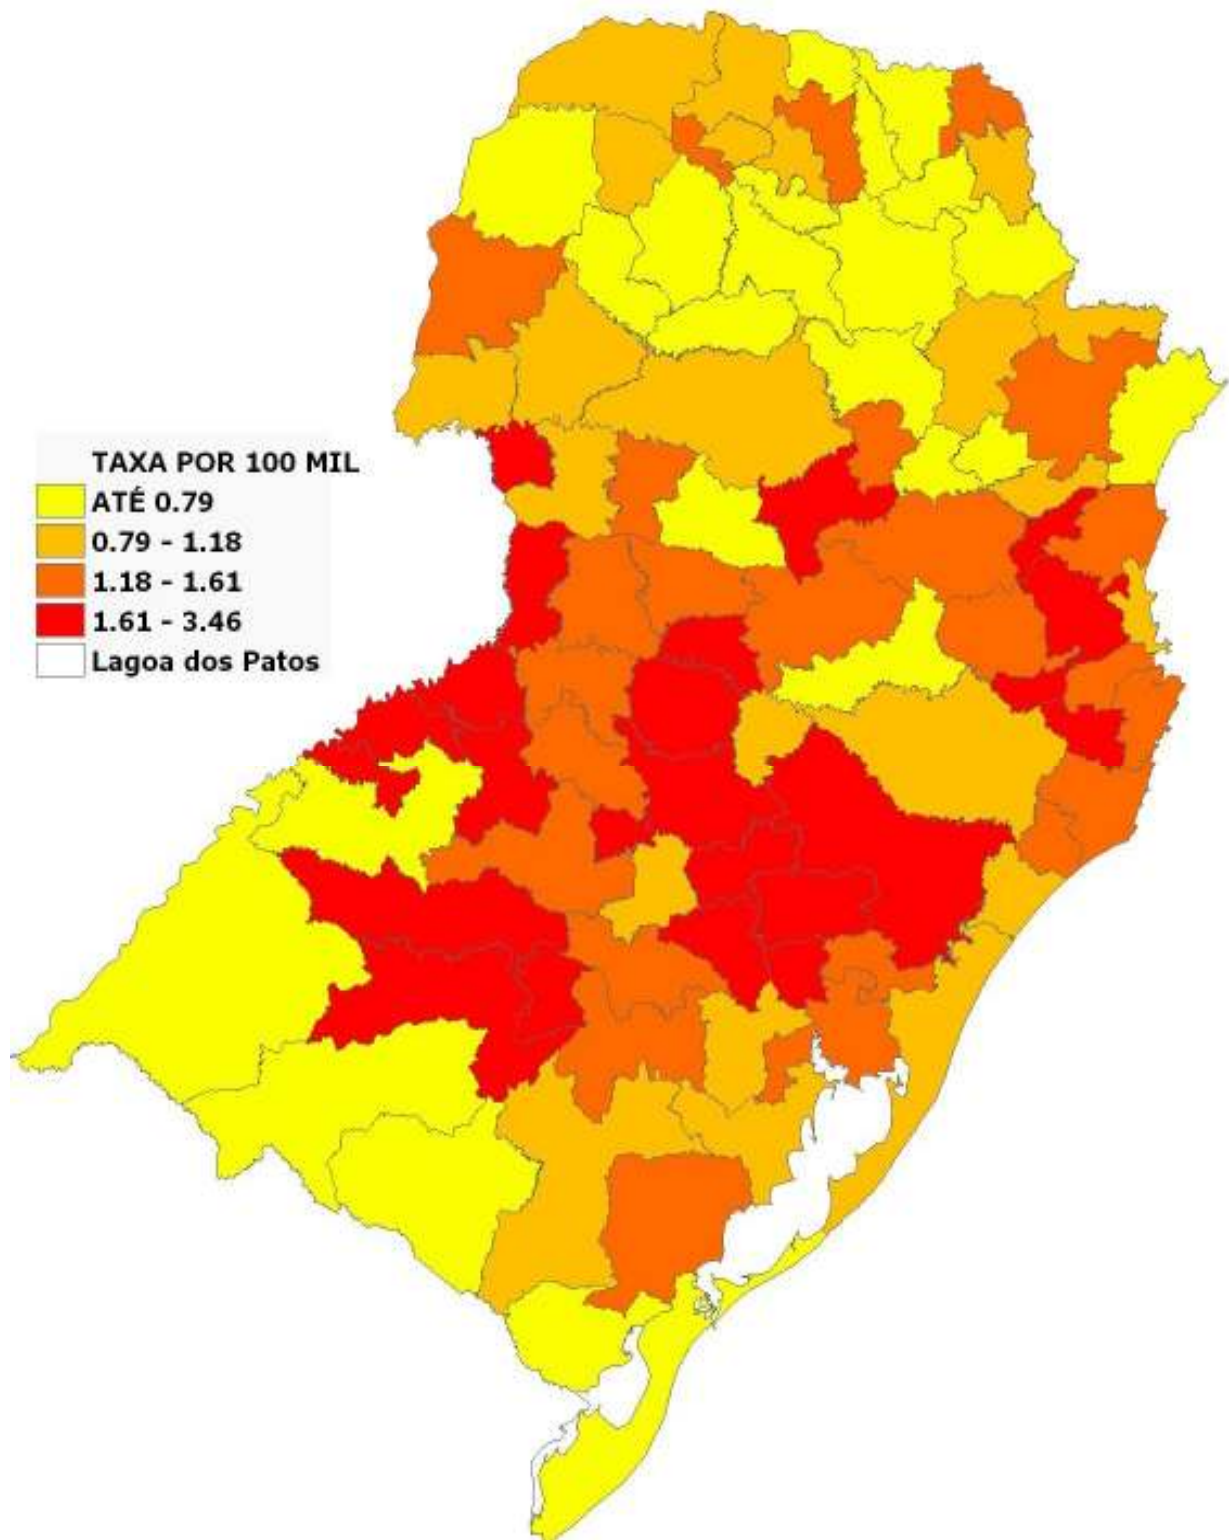 TAXA POR 100 MIL
ATÉ 0.79
0.79 - 1.18
1.18 - 1.61
1.61 - 3.46
Lagoa dos Patos